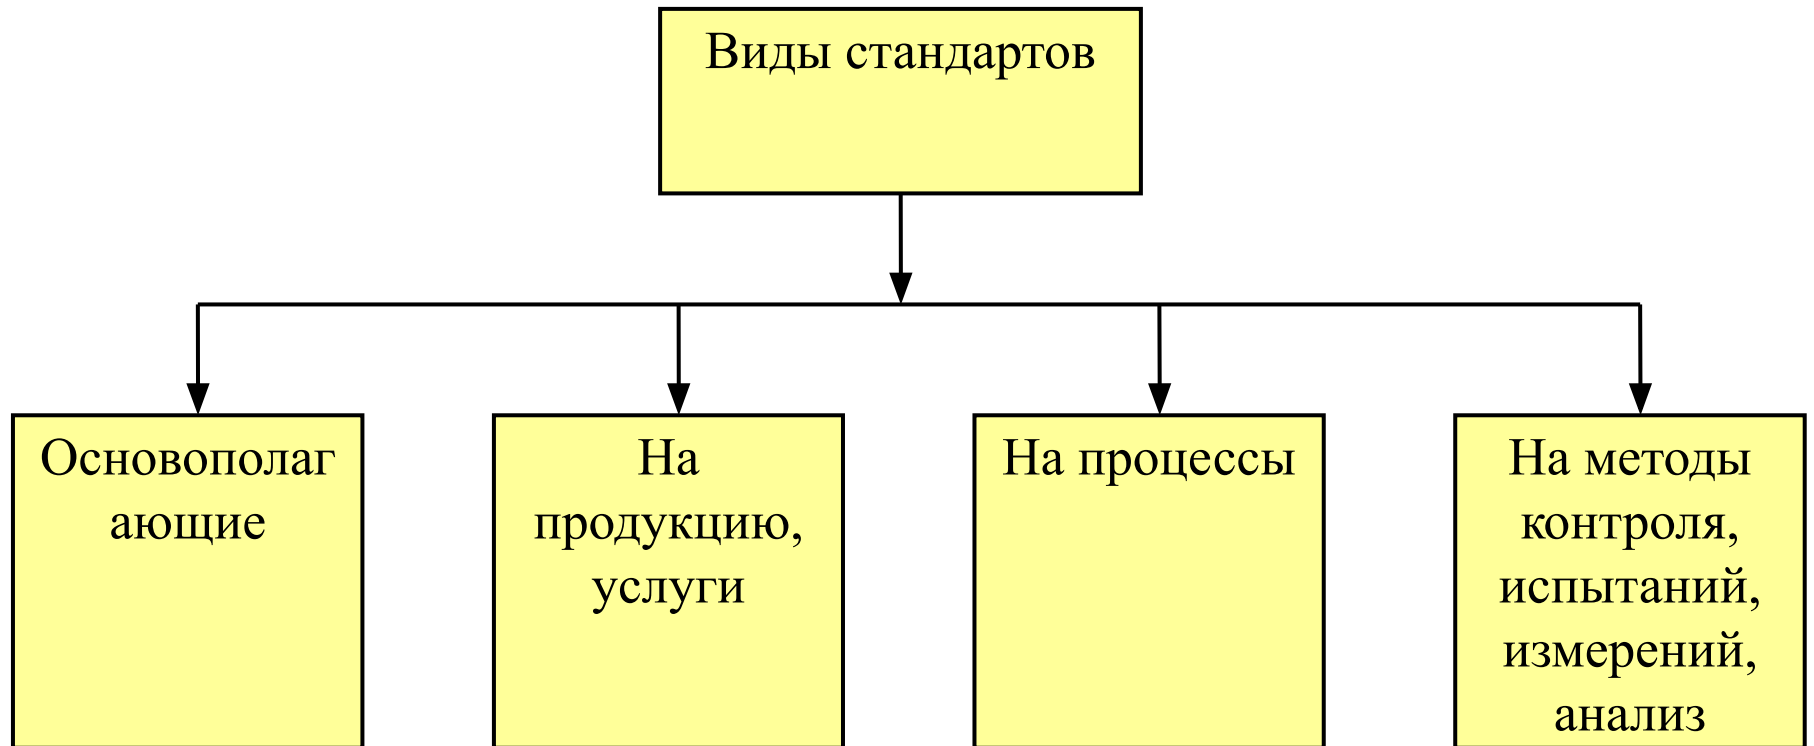 Виды стандартов
Основополаг
ающие
На
продукцию,
услуги
На процессы
На методы
контроля,
испытаний,
измерений,
анализ